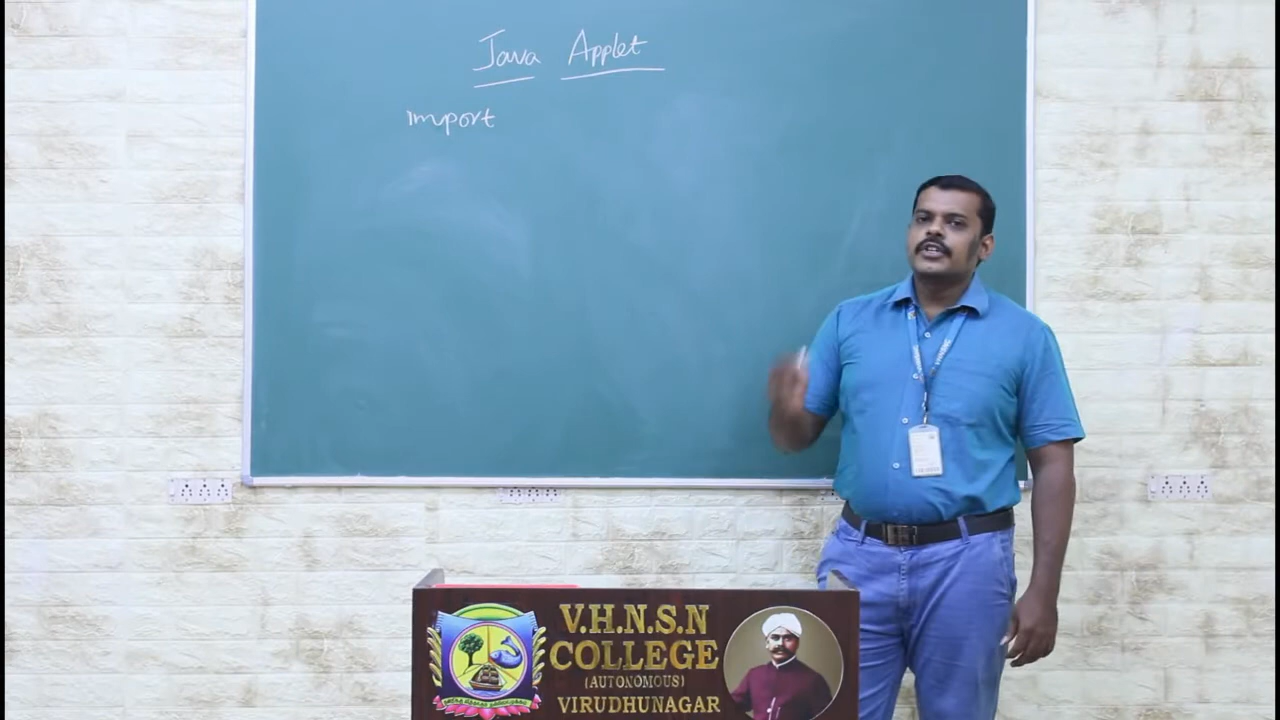 Java Applet
import
V.H.N.S.N
COLLEGE
(AUTONOMOUS)
VIRUDHUNAGAR